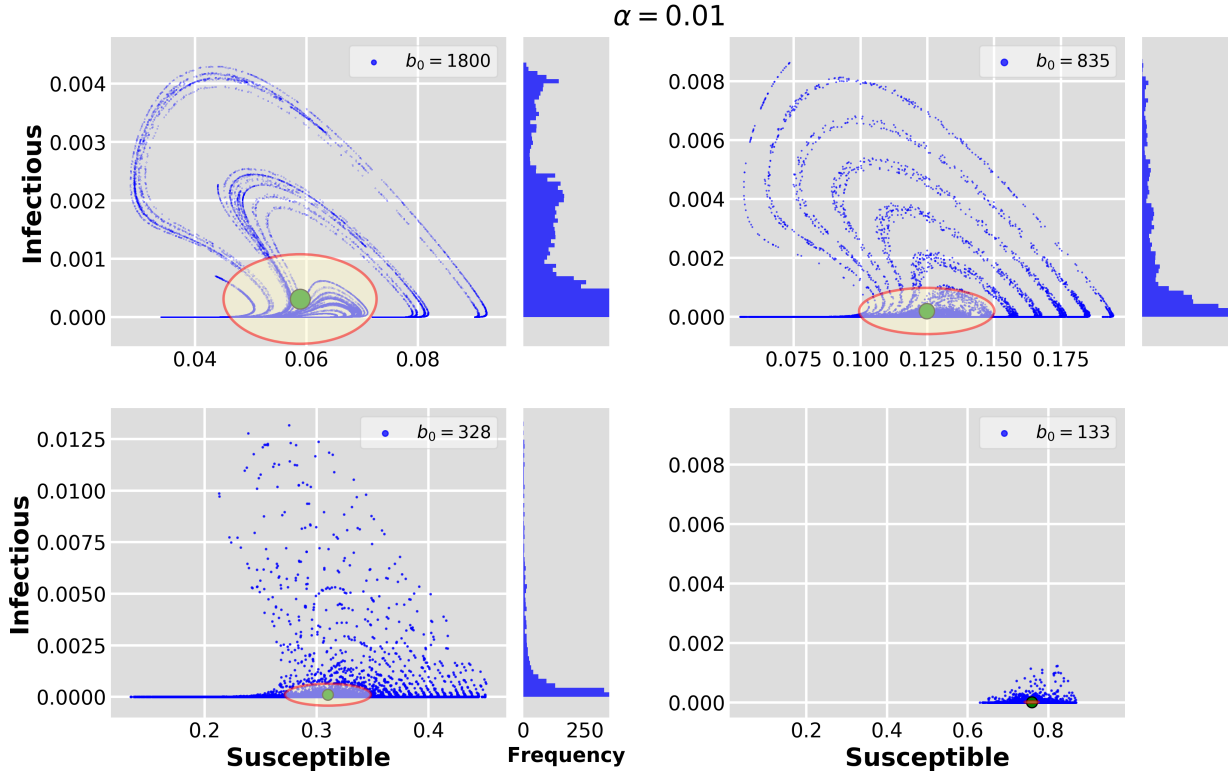 α = 0.01
b₀ = 1800
Infectious
0.004
0.003
0.002
0.001
0.000
0.04 0.06 0.08
b₀ = 835
0.008
0.006
0.004
0.002
0.000
0.075 0.100 0.125 0.150 0.175
b₀ = 328
Infectious
0.0125
0.0100
0.0075
0.0050
0.0025
0.0000
0.2 0.3 0.4
Susceptible
0 250
Frequency
b₀ = 133
0.008
0.006
0.004
0.002
0.000
0.2 0.4 0.6 0.8
Susceptible